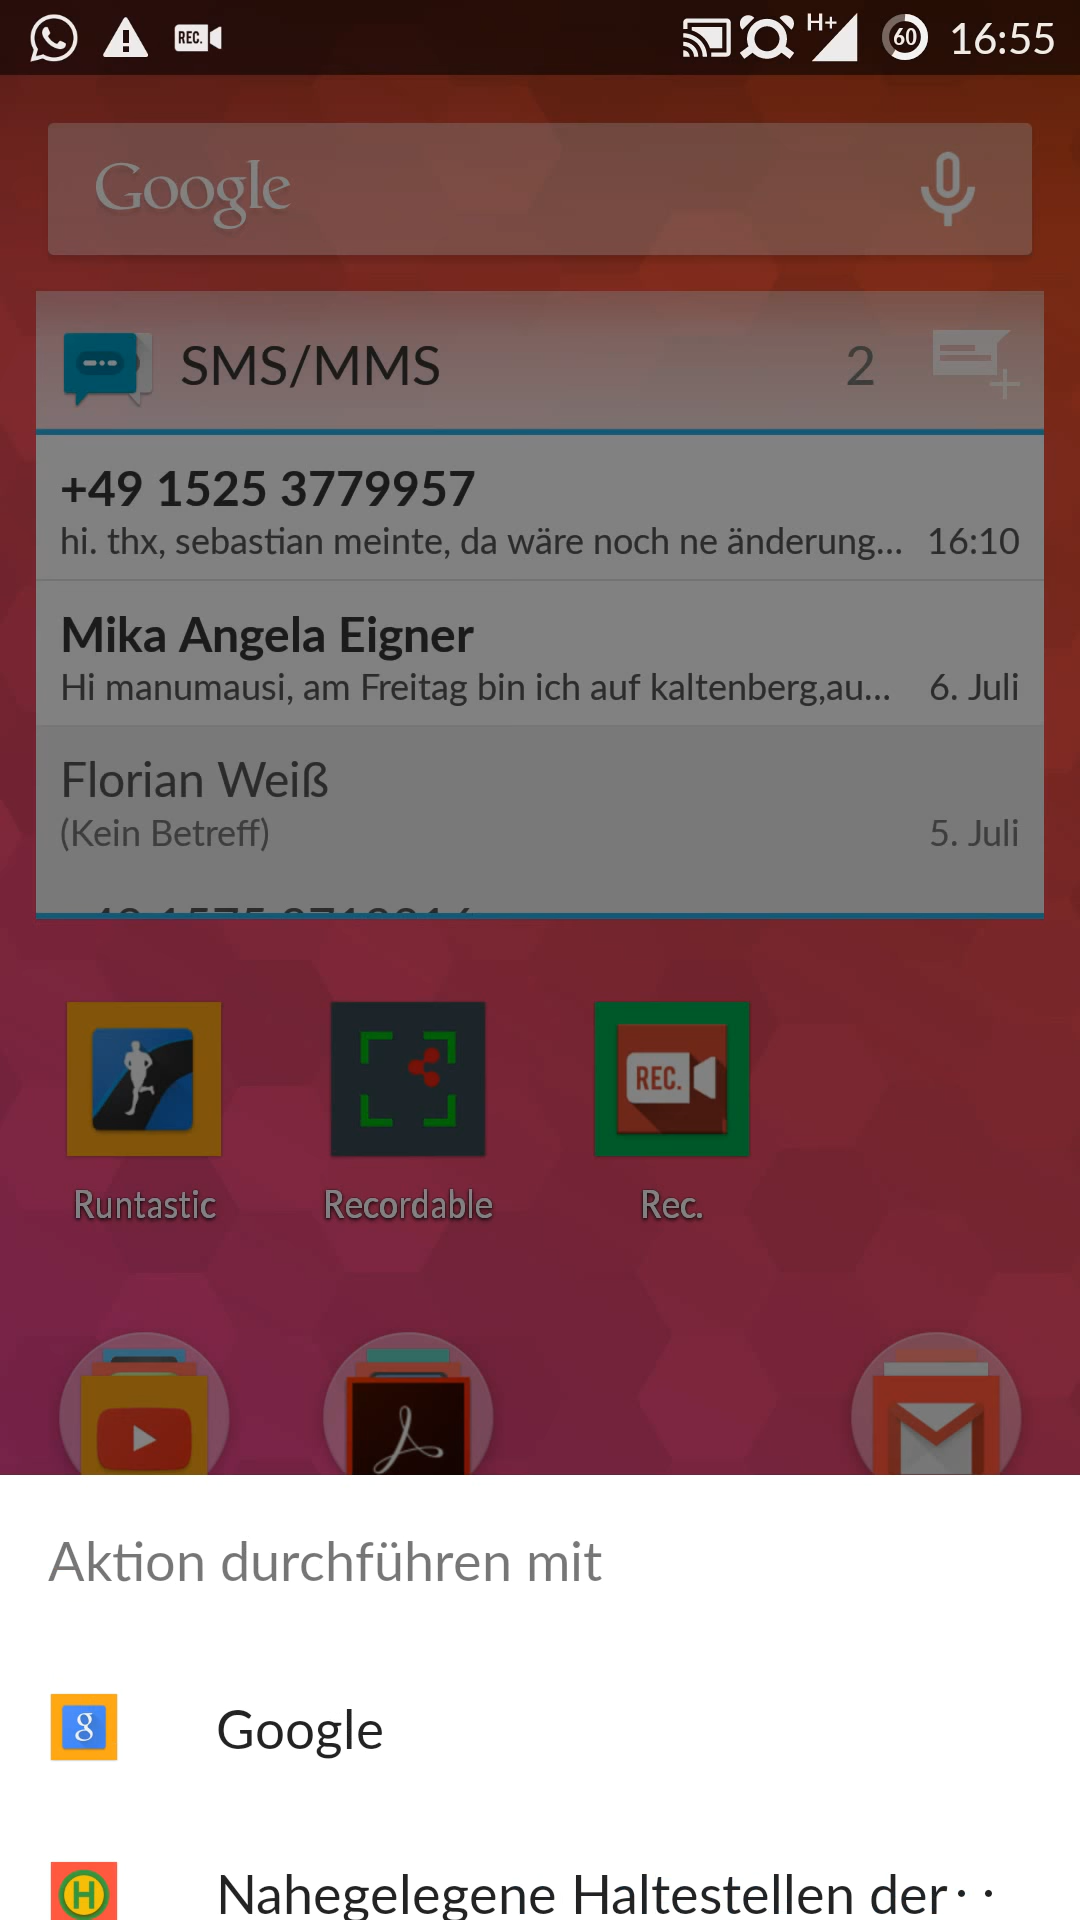 REC. H+ 60 16:55
Google
SMS/MMS 2
+49 1525 3779957
hi. thx, sebastian meinte, da wäre noch ne änderung... 16:10
Mika Angela Eigner
Hi manumausi, am Freitag bin ich auf kaltenberg,au... 6. Juli
Florian Weiß
(Kein Betreff) 5. Juli
REC.
Runtastic Recordable Rec.
Aktion durchführen mit
g Google
H Nahegelegene Haltestellen der··